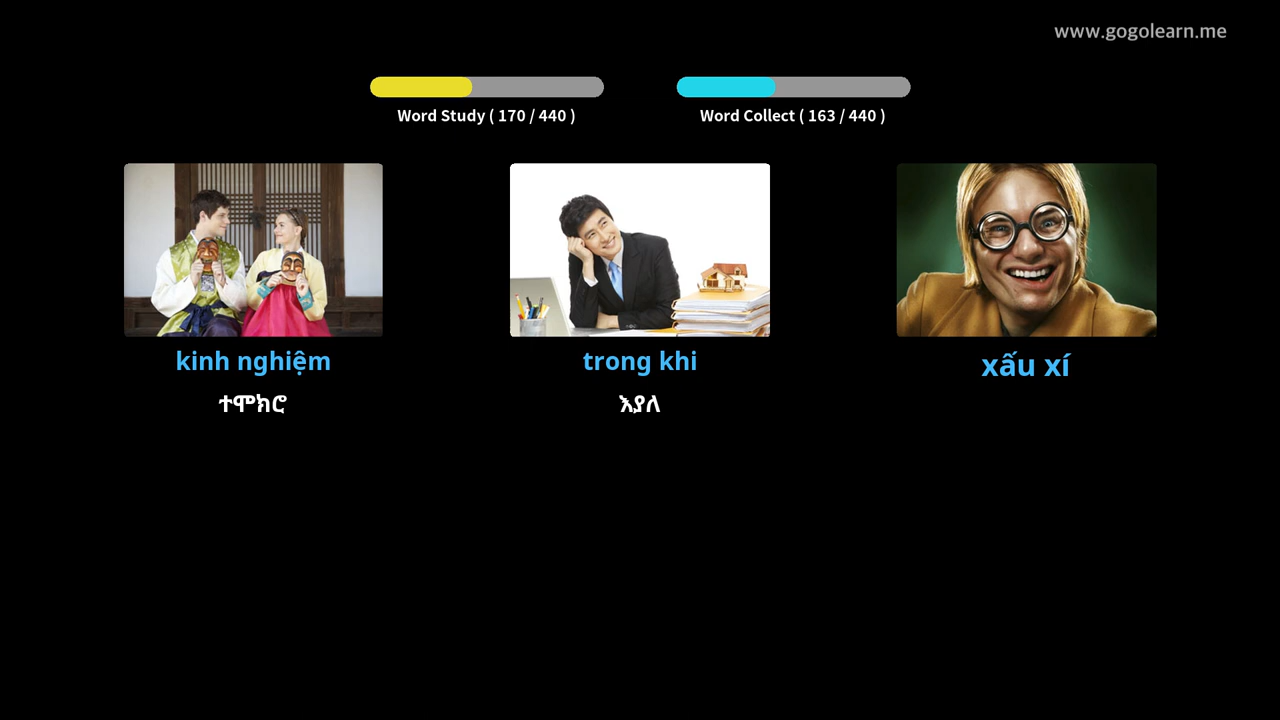 www.gogolearn.me
Word Study ( 170 / 440 )
Word Collect ( 163 / 440 )
kinh nghiệm
ተሞክሮ
trong khi
እያለ
xấu xí